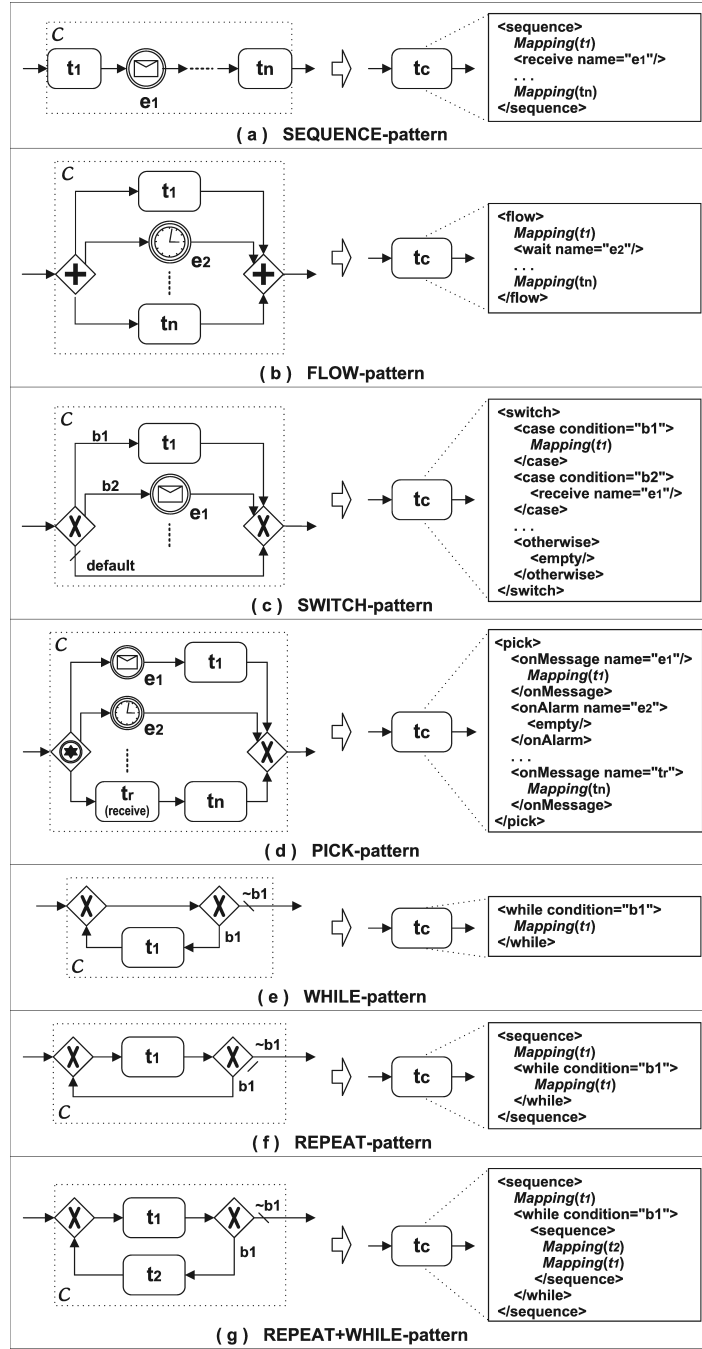 C
t1
e1
tn
tc
<sequence>
Mapping(t1)
<receive name="e1"/>
. . .
Mapping(tn)
</sequence>
( a ) SEQUENCE-pattern
C
t1
e2
tn
tc
<flow>
Mapping(t1)
<wait name="e2"/>
. . .
Mapping(tn)
</flow>
( b ) FLOW-pattern
C
b1
t1
b2
e1
X
X
default
tc
<switch>
<case condition="b1">
Mapping(t1)
</case>
<case condition="b2">
<receive name="e1"/>
</case>
. . .
<otherwise>
<empty/>
</otherwise>
</switch>
( c ) SWITCH-pattern
C
e1
t1
e2
X
tr
(receive)
tn
tc
<pick>
<onMessage name="e1"/>
Mapping(t1)
</onMessage>
<onAlarm name="e2">
<empty/>
</onAlarm>
. . .
<onMessage name="tr">
Mapping(tn)
</onMessage>
</pick>
( d ) PICK-pattern
X
X
~b1
b1
t1
C
tc
<while condition="b1">
Mapping(t1)
</while>
( e ) WHILE-pattern
X
t1
X
~b1
b1
C
tc
<sequence>
Mapping(t1)
<while condition="b1">
Mapping(t1)
</while>
</sequence>
( f ) REPEAT-pattern
X
t1
X
~b1
b1
t2
C
tc
<sequence>
Mapping(t1)
<while condition="b1">
<sequence>
Mapping(t2)
Mapping(t1)
</sequence>
</while>
</sequence>
( g ) REPEAT+WHILE-pattern